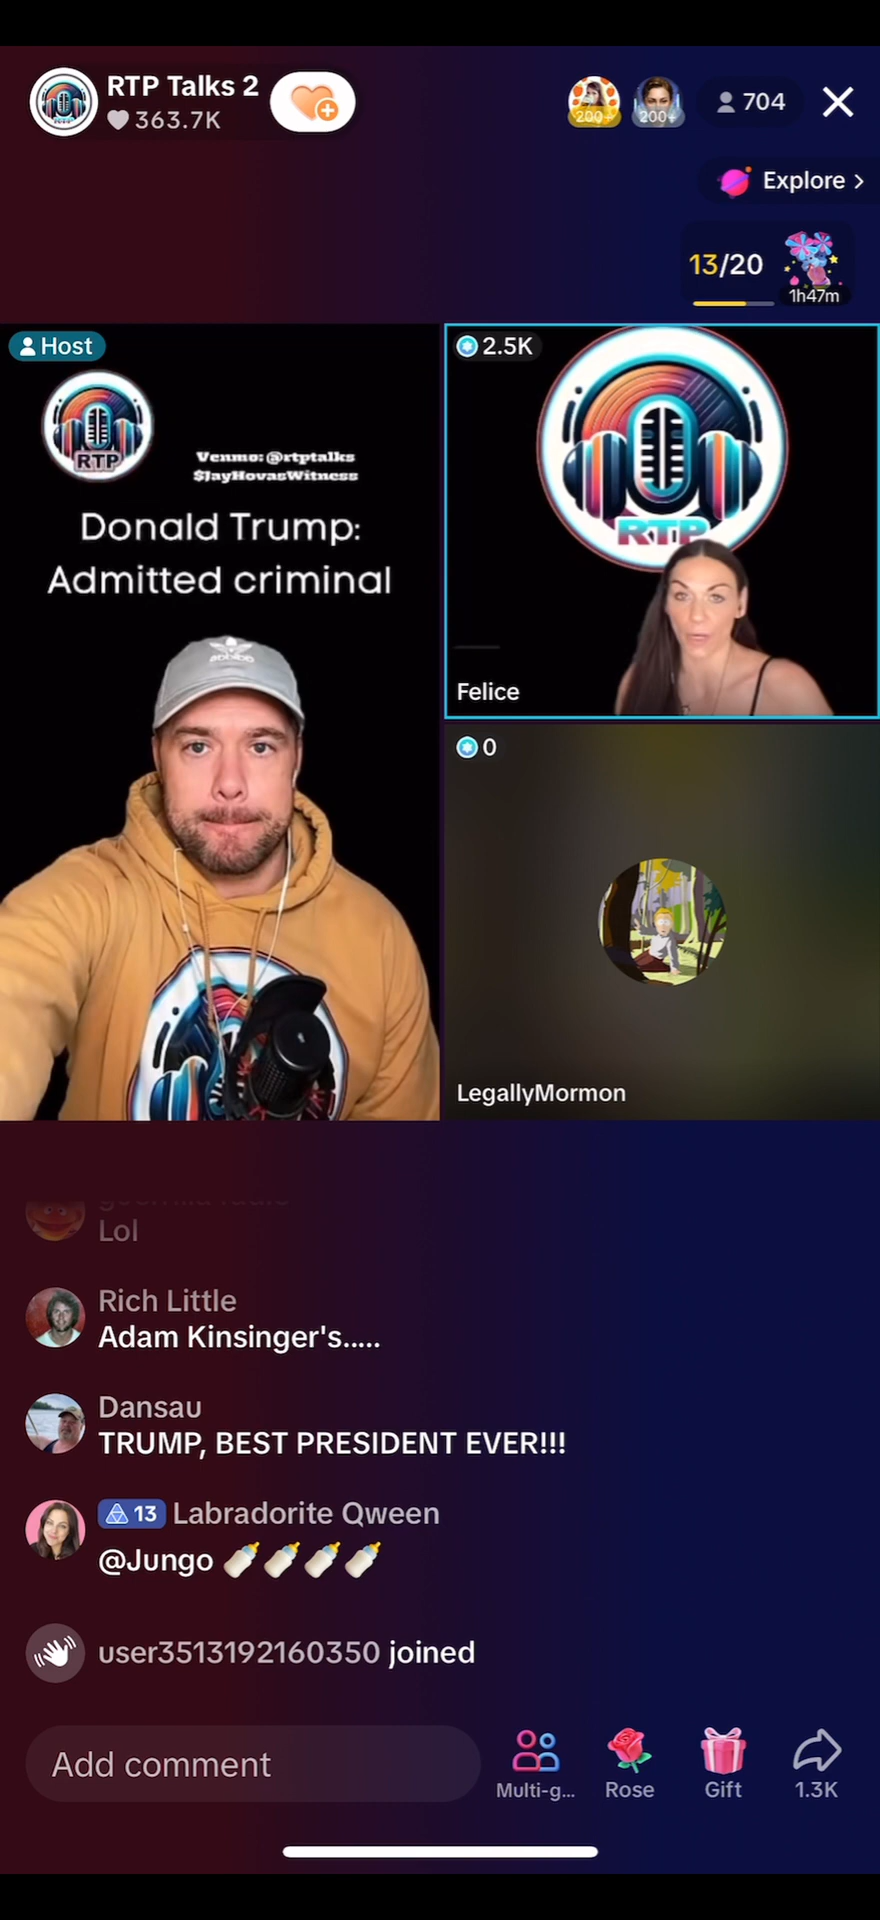 RTP Talks 2
363.7K
200+
200+
704
Explore >
13/20
1h47m
Host
RTP
Venmo: @rtptalks
$JayHovasWitness
Donald Trump:
Admitted criminal
2.5K
RTP
Felice
0
LegallyMormon
Lol
Rich Little
Adam Kinsinger's.....
Dansau
TRUMP, BEST PRESIDENT EVER!!!
13 Labradorite Qween
@Jungo 🍼🍼🍼🍼
user3513192160350 joined
Add comment
Multi-g...
Rose
Gift
1.3K